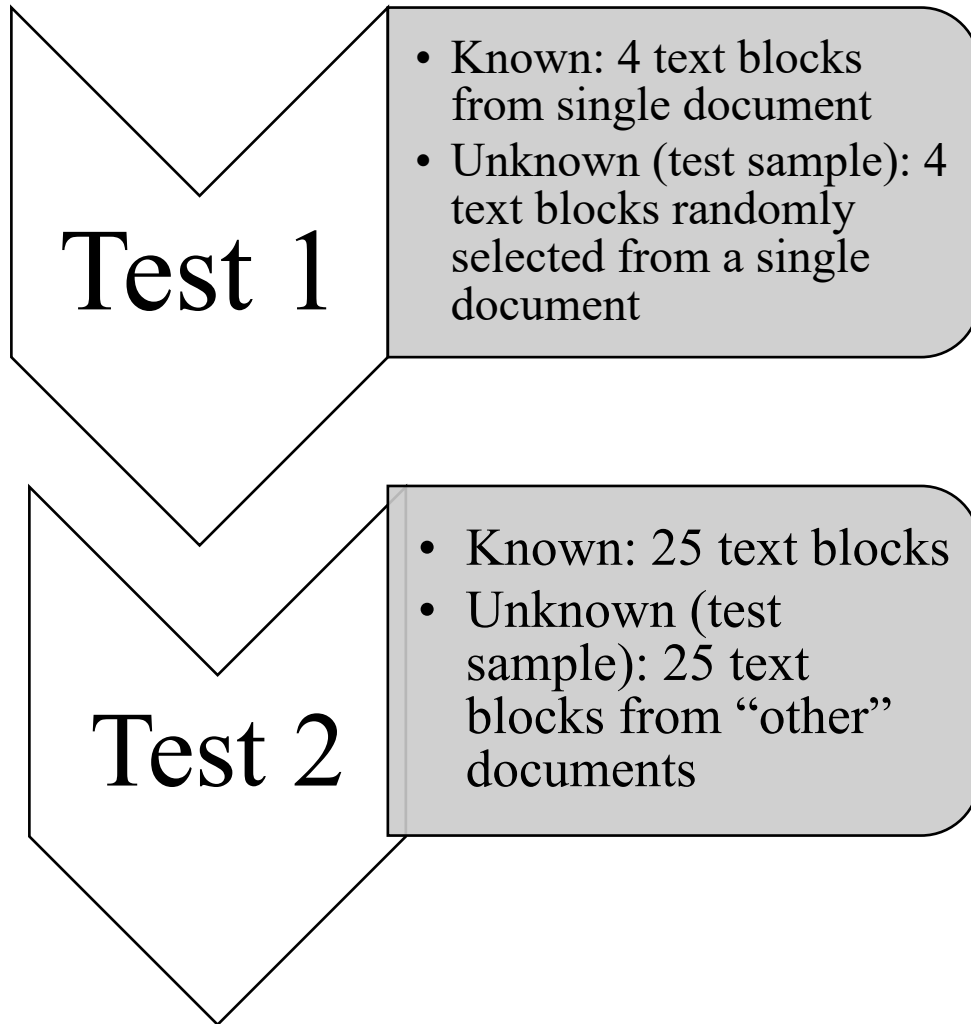 Test 1
• Known: 4 text blocks
from single document
• Unknown (test sample): 4
text blocks randomly
selected from a single
document
Test 2
• Known: 25 text blocks
• Unknown (test
sample): 25 text
blocks from “other”
documents